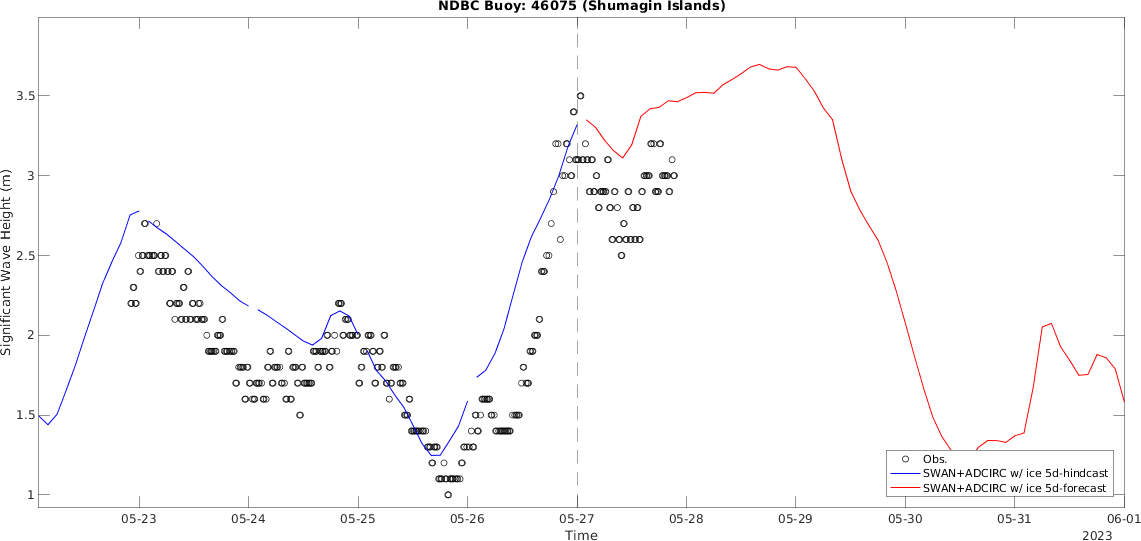 NDBC Buoy: 46075 (Shumagin Islands)
Significant Wave Height (m)
3.5
3
2.5
2
1.5
1
Obs.
SWAN+ADCIRC w/ ice 5d-hindcast
SWAN+ADCIRC w/ ice 5d-forecast
05-23 05-24 05-25 05-26 05-27 05-28 05-29 05-30 05-31 06-01
Time 2023